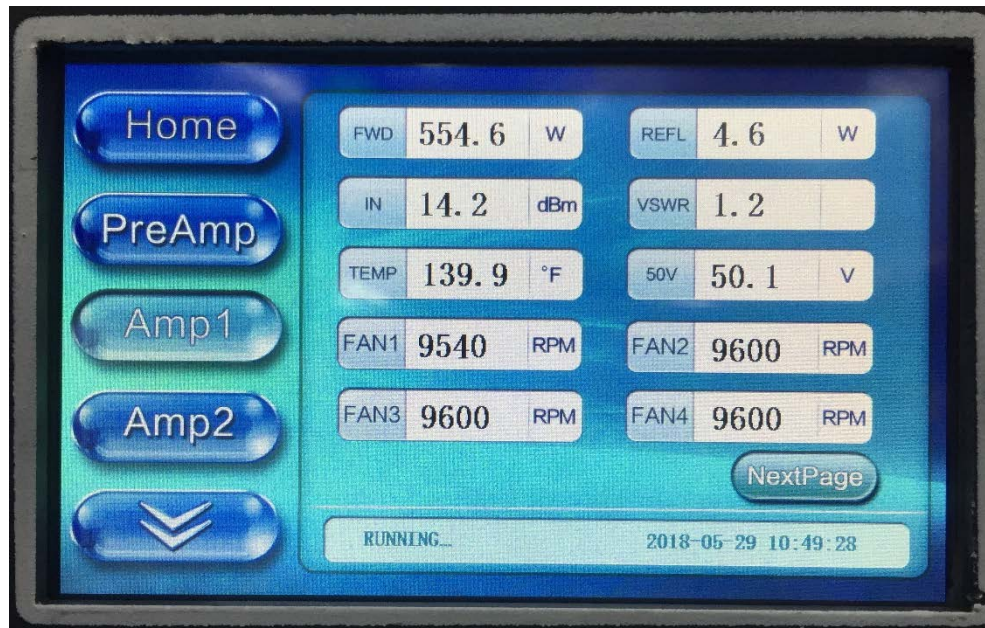 Home
PreAmp
Amp1
Amp2
FWD 554.6 W
REFL 4.6 W
IN 14.2 dBm
VSWR 1.2
TEMP 139.9 °F
50V 50.1 V
FAN1 9540 RPM
FAN2 9600 RPM
FAN3 9600 RPM
FAN4 9600 RPM
NextPage
RUNNING...
2018-05-29 10:49:28